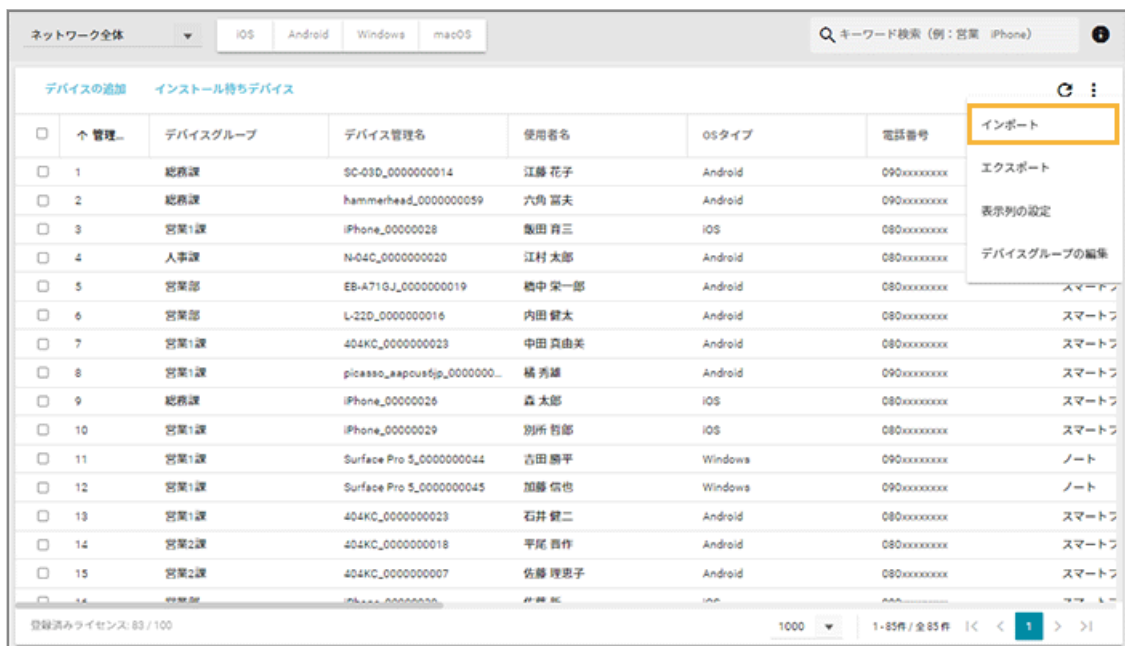 ネットワーク全体 iOS Android Windows macOS キーワード検索（例：営業 iPhone）
デバイスの追加 インストール待ちデバイス
↑ 管理... デバイスグループ デバイス管理名 使用者名 OSタイプ 電話番号
インポート
エクスポート
表示列の設定
デバイスグループの編集
1 総務課 SC-03D_0000000014 江藤 花子 Android 090xxxxxxxx
2 総務課 hammerhead_0000000059 六角 冨夫 Android 090xxxxxxxx
3 営業1課 iPhone_00000028 飯田 育三 iOS 080xxxxxxxx
4 人事課 N-04C_0000000020 江村 太郎 Android 080xxxxxxxx
5 営業部 EB-A71GJ_0000000019 橋中 栄一郎 Android 080xxxxxxxx スマートフ
6 営業部 L-22D_0000000016 内田 健太 Android 080xxxxxxxx スマートフ
7 営業1課 404KC_0000000023 中田 真由美 Android 080xxxxxxxx スマートフ
8 営業1課 picasso_aapcus6jp_0000000... 橘 秀雄 Android 090xxxxxxxx スマートフ
9 総務課 iPhone_00000026 森 太郎 iOS 080xxxxxxxx スマートフ
10 営業1課 iPhone_00000029 別所 哲郎 iOS 080xxxxxxxx スマートフ
11 営業1課 Surface Pro 5_0000000044 吉田 勝平 Windows 090xxxxxxxx ノート
12 営業1課 Surface Pro 5_0000000045 加藤 信也 Windows 090xxxxxxxx ノート
13 営業1課 404KC_0000000023 石井 健二 Android 080xxxxxxxx スマートフ
14 営業2課 404KC_0000000018 平尾 晋作 Android 080xxxxxxxx スマートフ
15 営業2課 404KC_0000000007 佐藤 理恵子 Android 080xxxxxxxx スマートフ
登録済みライセンス: 83 / 100 1000 1-85件 / 全85件 1